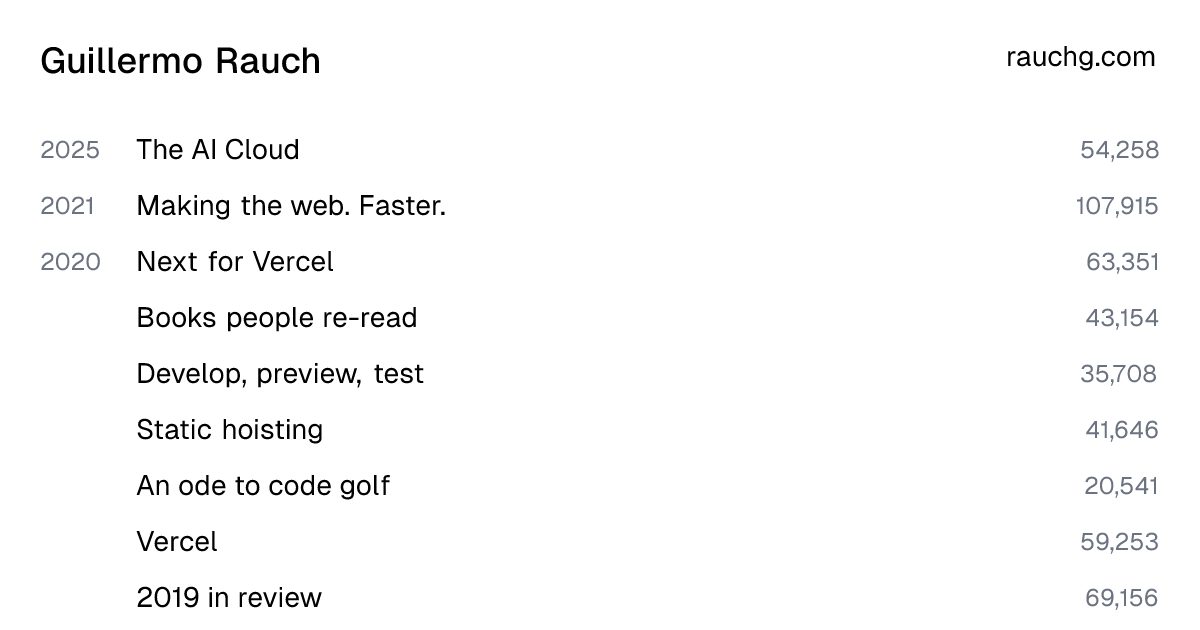 Guillermo Rauch rauchg.com
2025 The AI Cloud 54,258
2021 Making the web. Faster. 107,915
2020 Next for Vercel 63,351
Books people re-read 43,154
Develop, preview, test 35,708
Static hoisting 41,646
An ode to code golf 20,541
Vercel 59,253
2019 in review 69,156